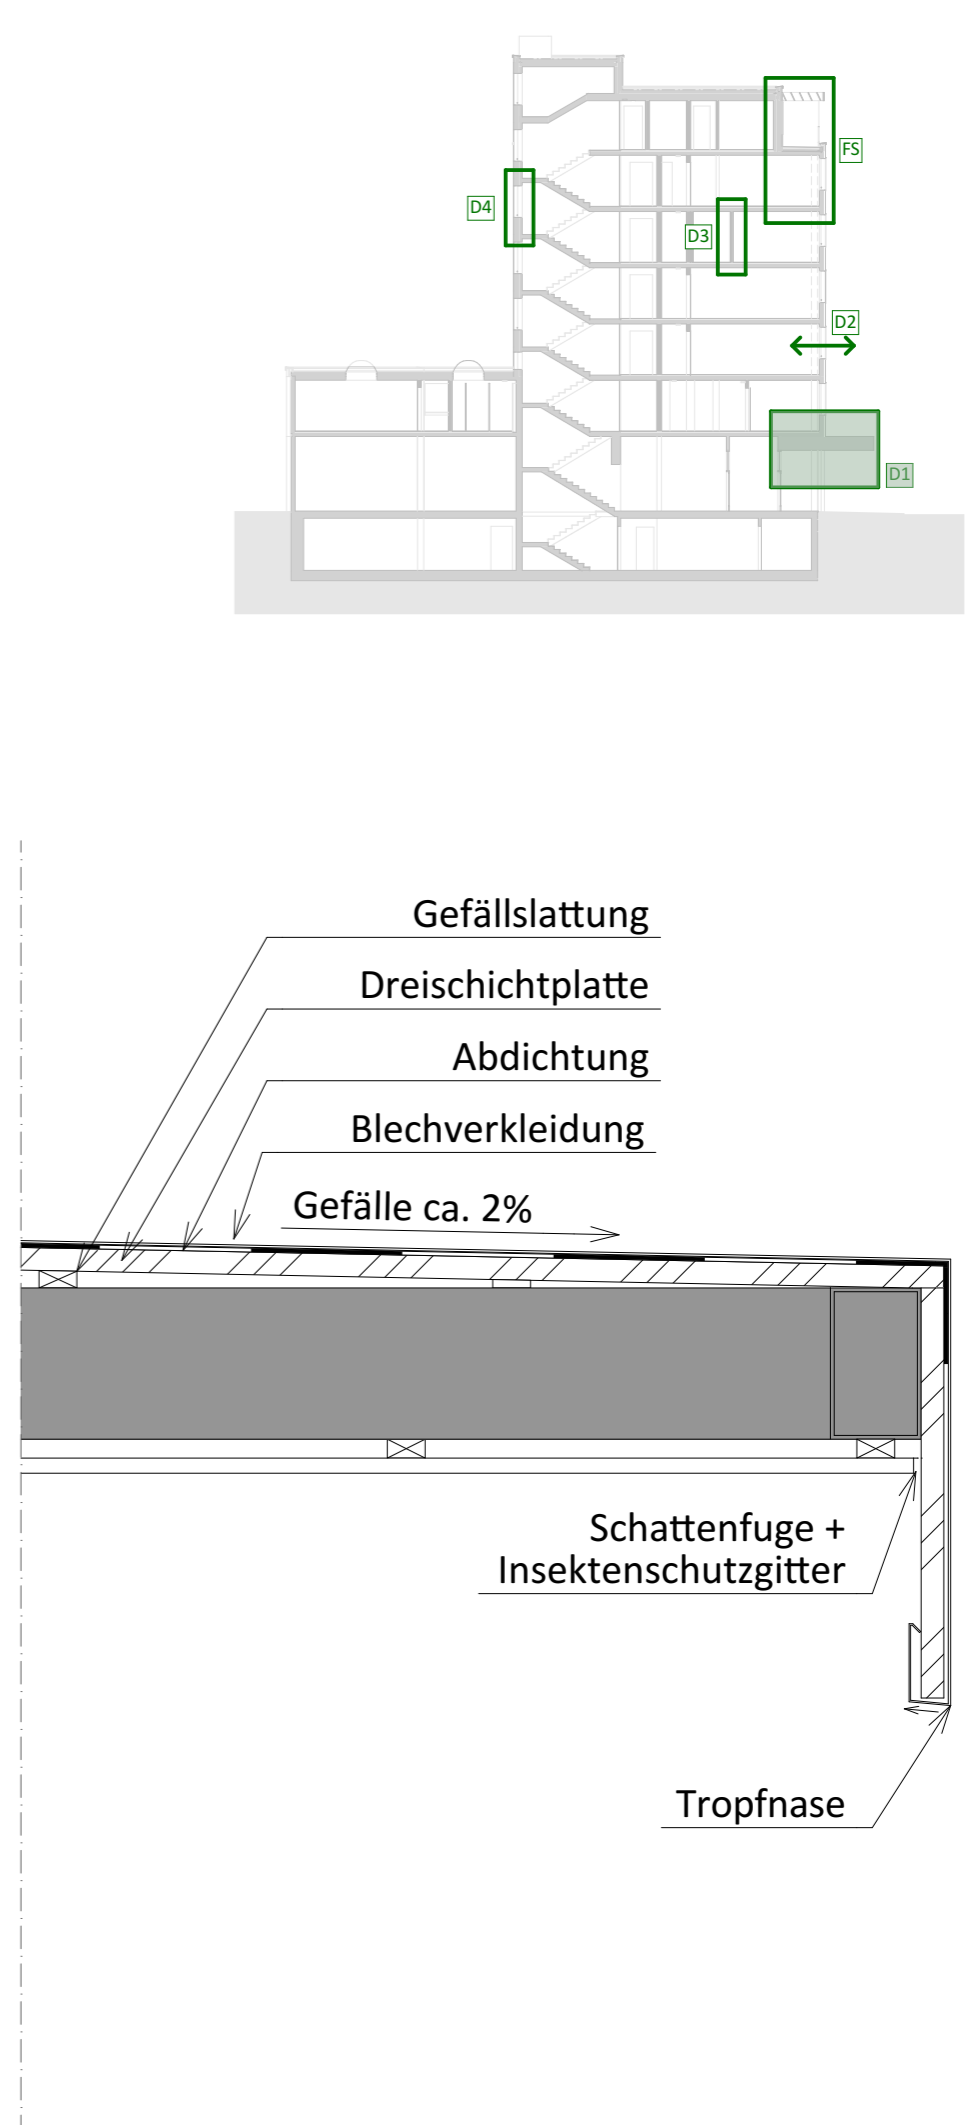 FS
D4
D3
D2
D1
Gefällslattung
Dreischichtplatte
Abdichtung
Blechverkleidung
Gefälle ca. 2%
Schattenfuge +
Insektenschutzgitter
Tropfnase